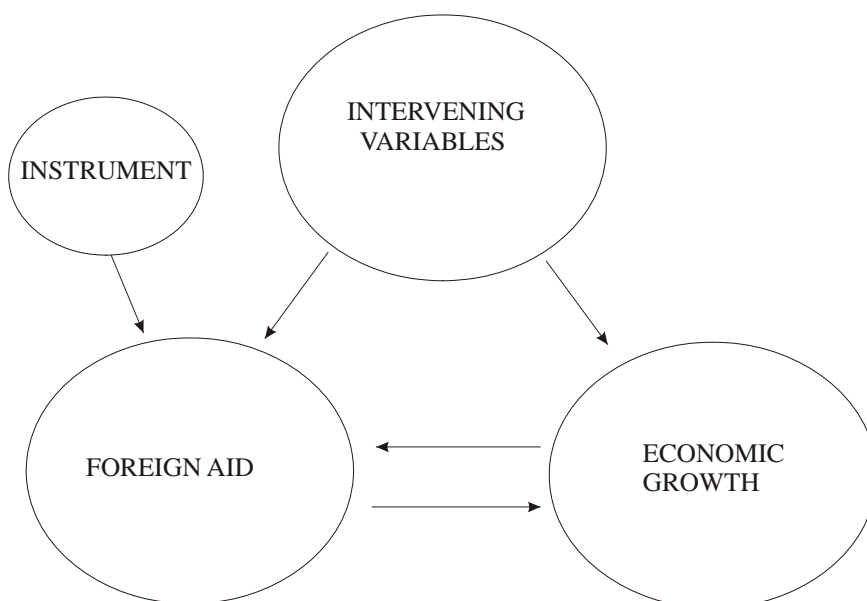 INTERVENING
VARIABLES
INSTRUMENT
FOREIGN AID
ECONOMIC
GROWTH